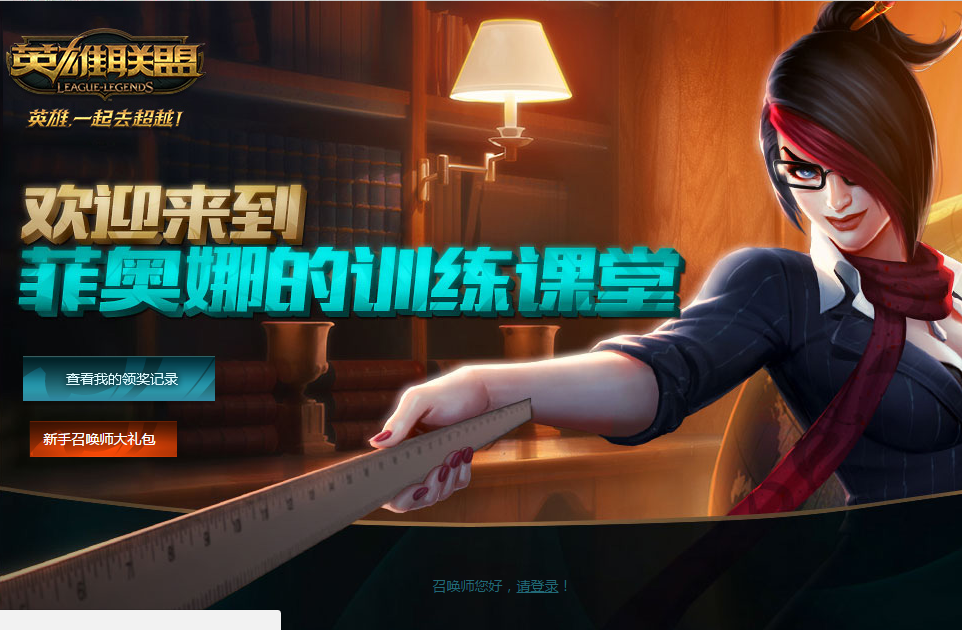 英雄联盟
LEAGUE OF LEGENDS
英雄,一起去超越!
欢迎来到
菲奥娜的训练课堂
查看我的领奖记录
新手召唤师大礼包
召唤师您好，请登录！